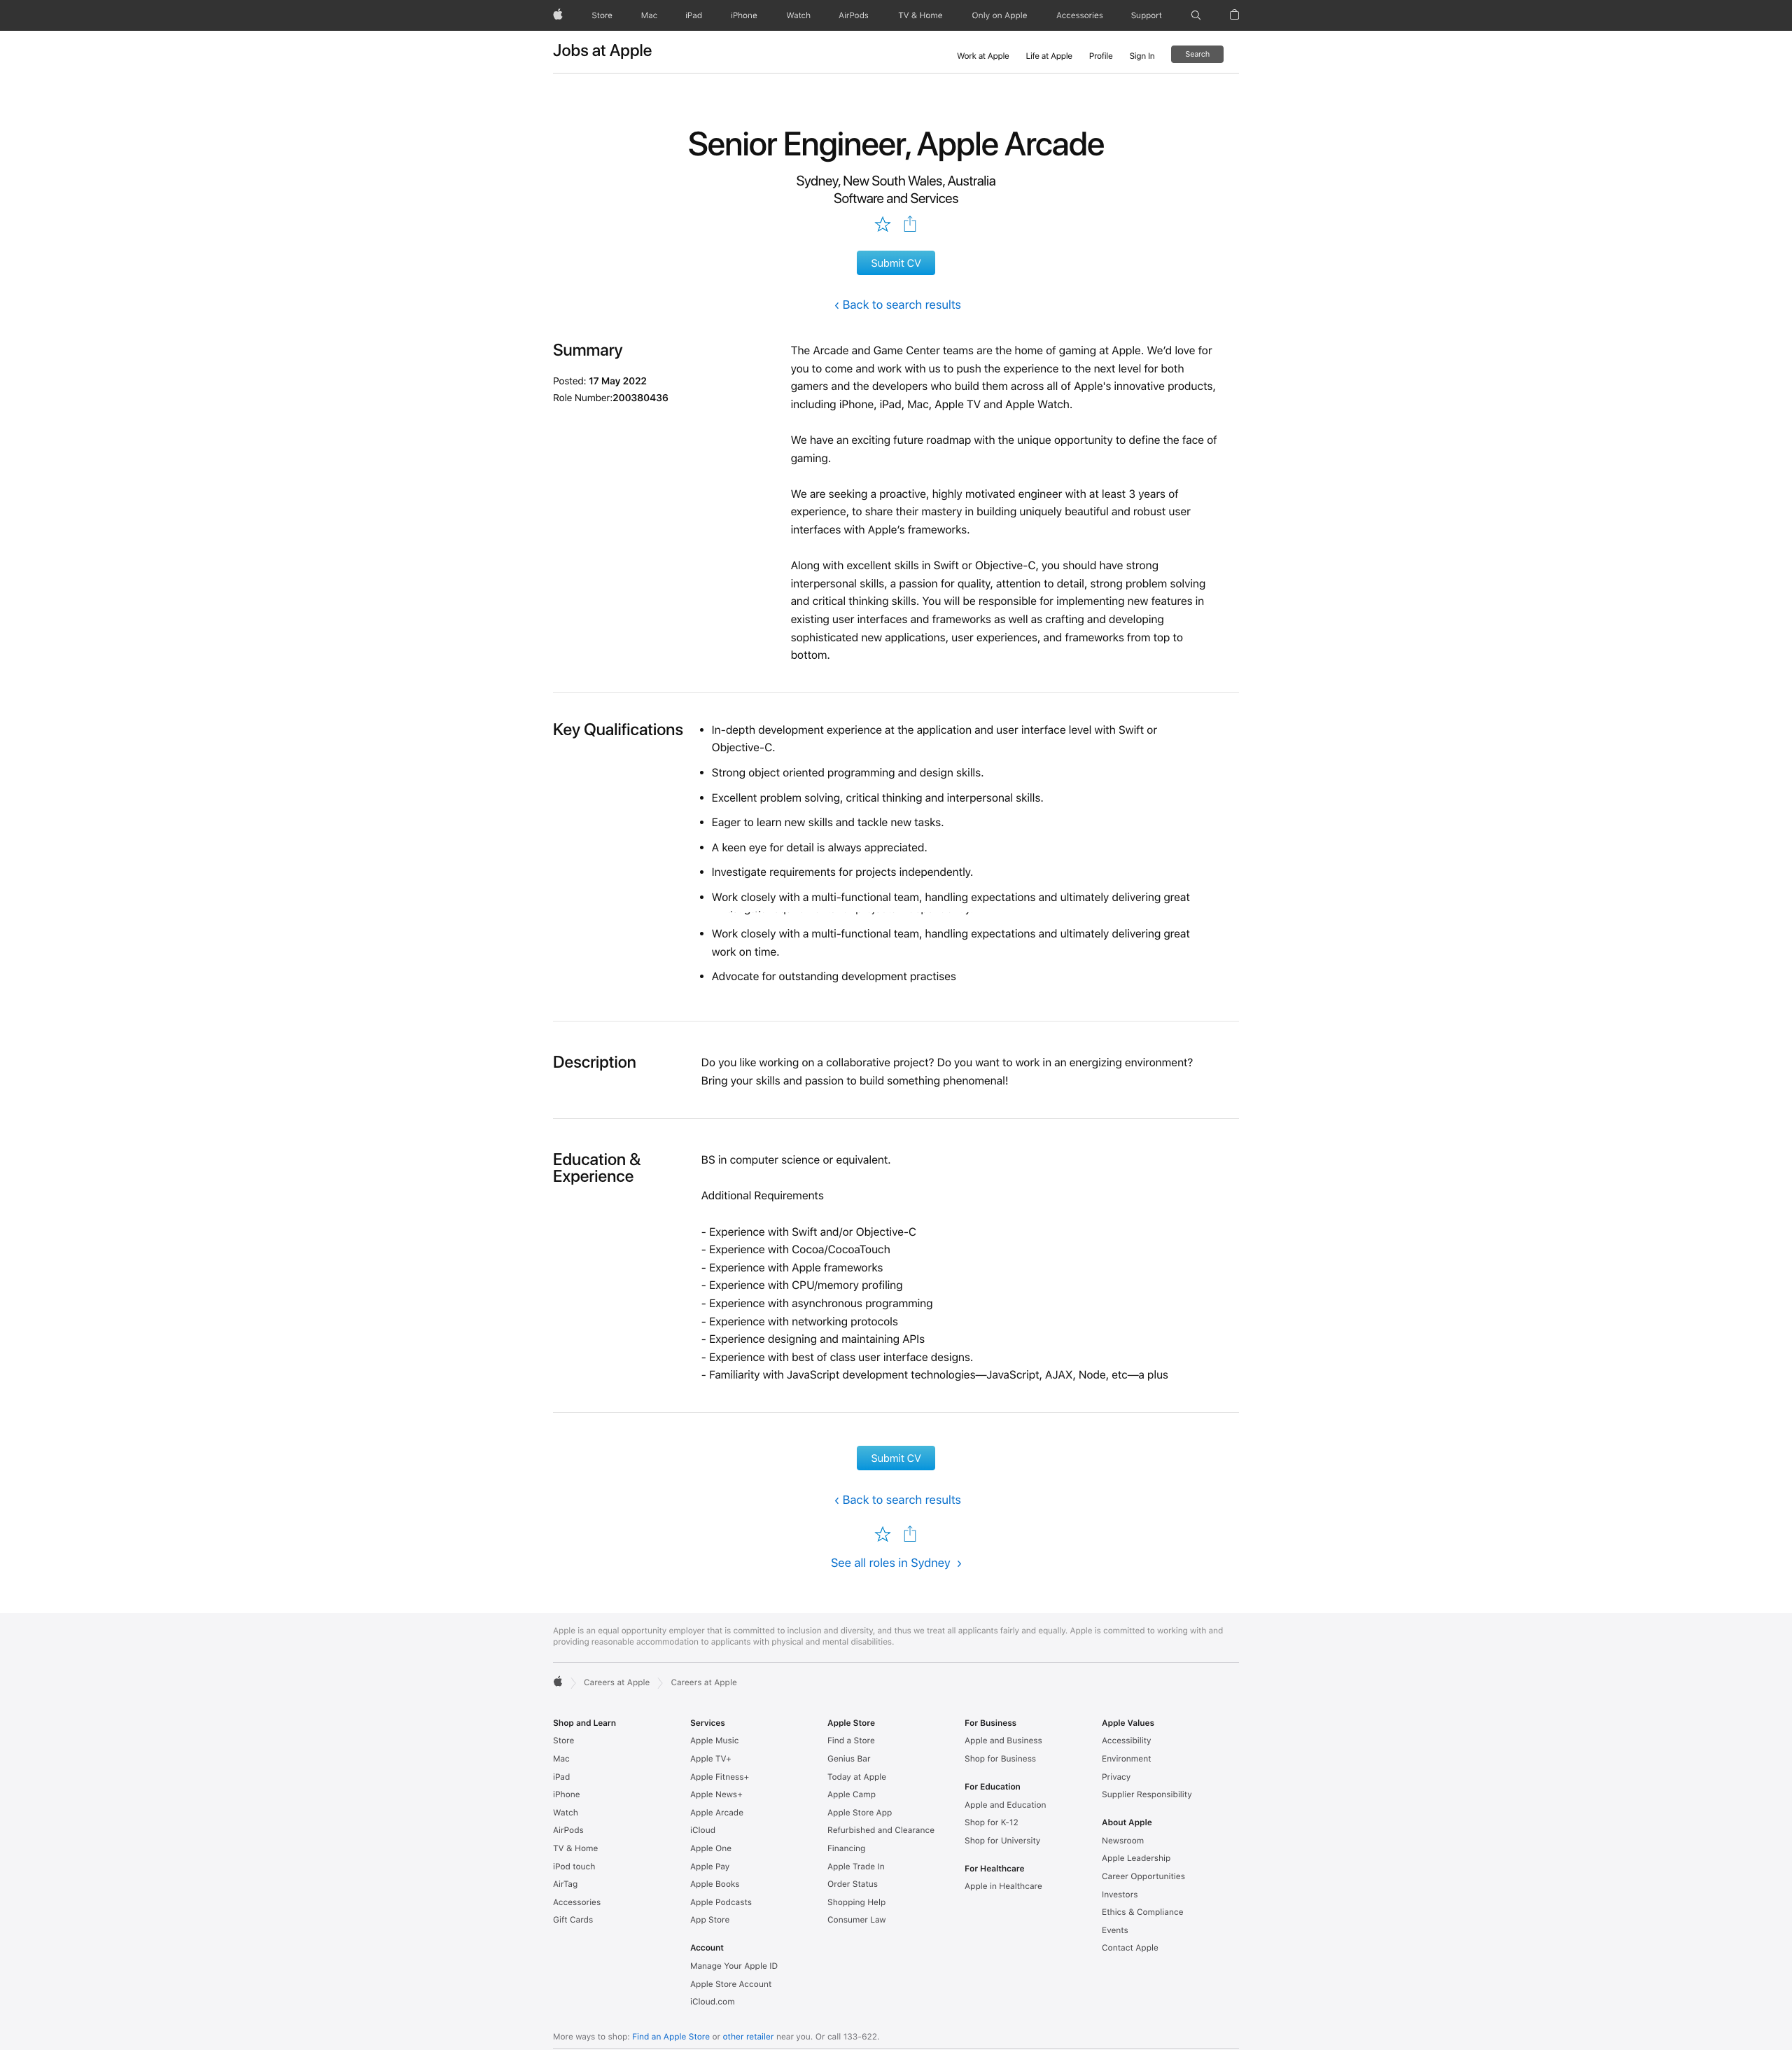 Store Mac iPad iPhone Watch AirPods TV & Home Only on Apple Accessories Support
Jobs at Apple
Work at Apple Life at Apple Profile Sign In Search
Senior Engineer, Apple Arcade
Sydney, New South Wales, Australia
Software and Services
Submit CV
‹ Back to search results
Summary
Posted: 17 May 2022
Role Number:200380436
The Arcade and Game Center teams are the home of gaming at Apple. We’d love for
you to come and work with us to push the experience to the next level for both
gamers and the developers who build them across all of Apple's innovative products,
including iPhone, iPad, Mac, Apple TV and Apple Watch.
We have an exciting future roadmap with the unique opportunity to define the face of
gaming.
We are seeking a proactive, highly motivated engineer with at least 3 years of
experience, to share their mastery in building uniquely beautiful and robust user
interfaces with Apple’s frameworks.
Along with excellent skills in Swift or Objective-C, you should have strong
interpersonal skills, a passion for quality, attention to detail, strong problem solving
and critical thinking skills. You will be responsible for implementing new features in
existing user interfaces and frameworks as well as crafting and developing
sophisticated new applications, user experiences, and frameworks from top to
bottom.
Key Qualifications
• In-depth development experience at the application and user interface level with Swift or
Objective-C.
• Strong object oriented programming and design skills.
• Excellent problem solving, critical thinking and interpersonal skills.
• Eager to learn new skills and tackle new tasks.
• A keen eye for detail is always appreciated.
• Investigate requirements for projects independently.
• Work closely with a multi-functional team, handling expectations and ultimately delivering great
• Work closely with a multi-functional team, handling expectations and ultimately delivering great
work on time.
• Advocate for outstanding development practises
Description
Do you like working on a collaborative project? Do you want to work in an energizing environment?
Bring your skills and passion to build something phenomenal!
Education &
Experience
BS in computer science or equivalent.
Additional Requirements
- Experience with Swift and/or Objective-C
- Experience with Cocoa/CocoaTouch
- Experience with Apple frameworks
- Experience with CPU/memory profiling
- Experience with asynchronous programming
- Experience with networking protocols
- Experience designing and maintaining APIs
- Experience with best of class user interface designs.
- Familiarity with JavaScript development technologies—JavaScript, AJAX, Node, etc—a plus
Submit CV
‹ Back to search results
See all roles in Sydney ›
Apple is an equal opportunity employer that is committed to inclusion and diversity, and thus we treat all applicants fairly and equally. Apple is committed to working with and
providing reasonable accommodation to applicants with physical and mental disabilities.
Careers at Apple Careers at Apple
Shop and Learn
Store
Mac
iPad
iPhone
Watch
AirPods
TV & Home
iPod touch
AirTag
Accessories
Gift Cards
Services
Apple Music
Apple TV+
Apple Fitness+
Apple News+
Apple Arcade
iCloud
Apple One
Apple Pay
Apple Books
Apple Podcasts
App Store
Account
Manage Your Apple ID
Apple Store Account
iCloud.com
Apple Store
Find a Store
Genius Bar
Today at Apple
Apple Camp
Apple Store App
Refurbished and Clearance
Financing
Apple Trade In
Order Status
Shopping Help
Consumer Law
For Business
Apple and Business
Shop for Business
For Education
Apple and Education
Shop for K-12
Shop for University
For Healthcare
Apple in Healthcare
Apple Values
Accessibility
Environment
Privacy
Supplier Responsibility
About Apple
Newsroom
Apple Leadership
Career Opportunities
Investors
Ethics & Compliance
Events
Contact Apple
More ways to shop: Find an Apple Store or other retailer near you. Or call 133-622.